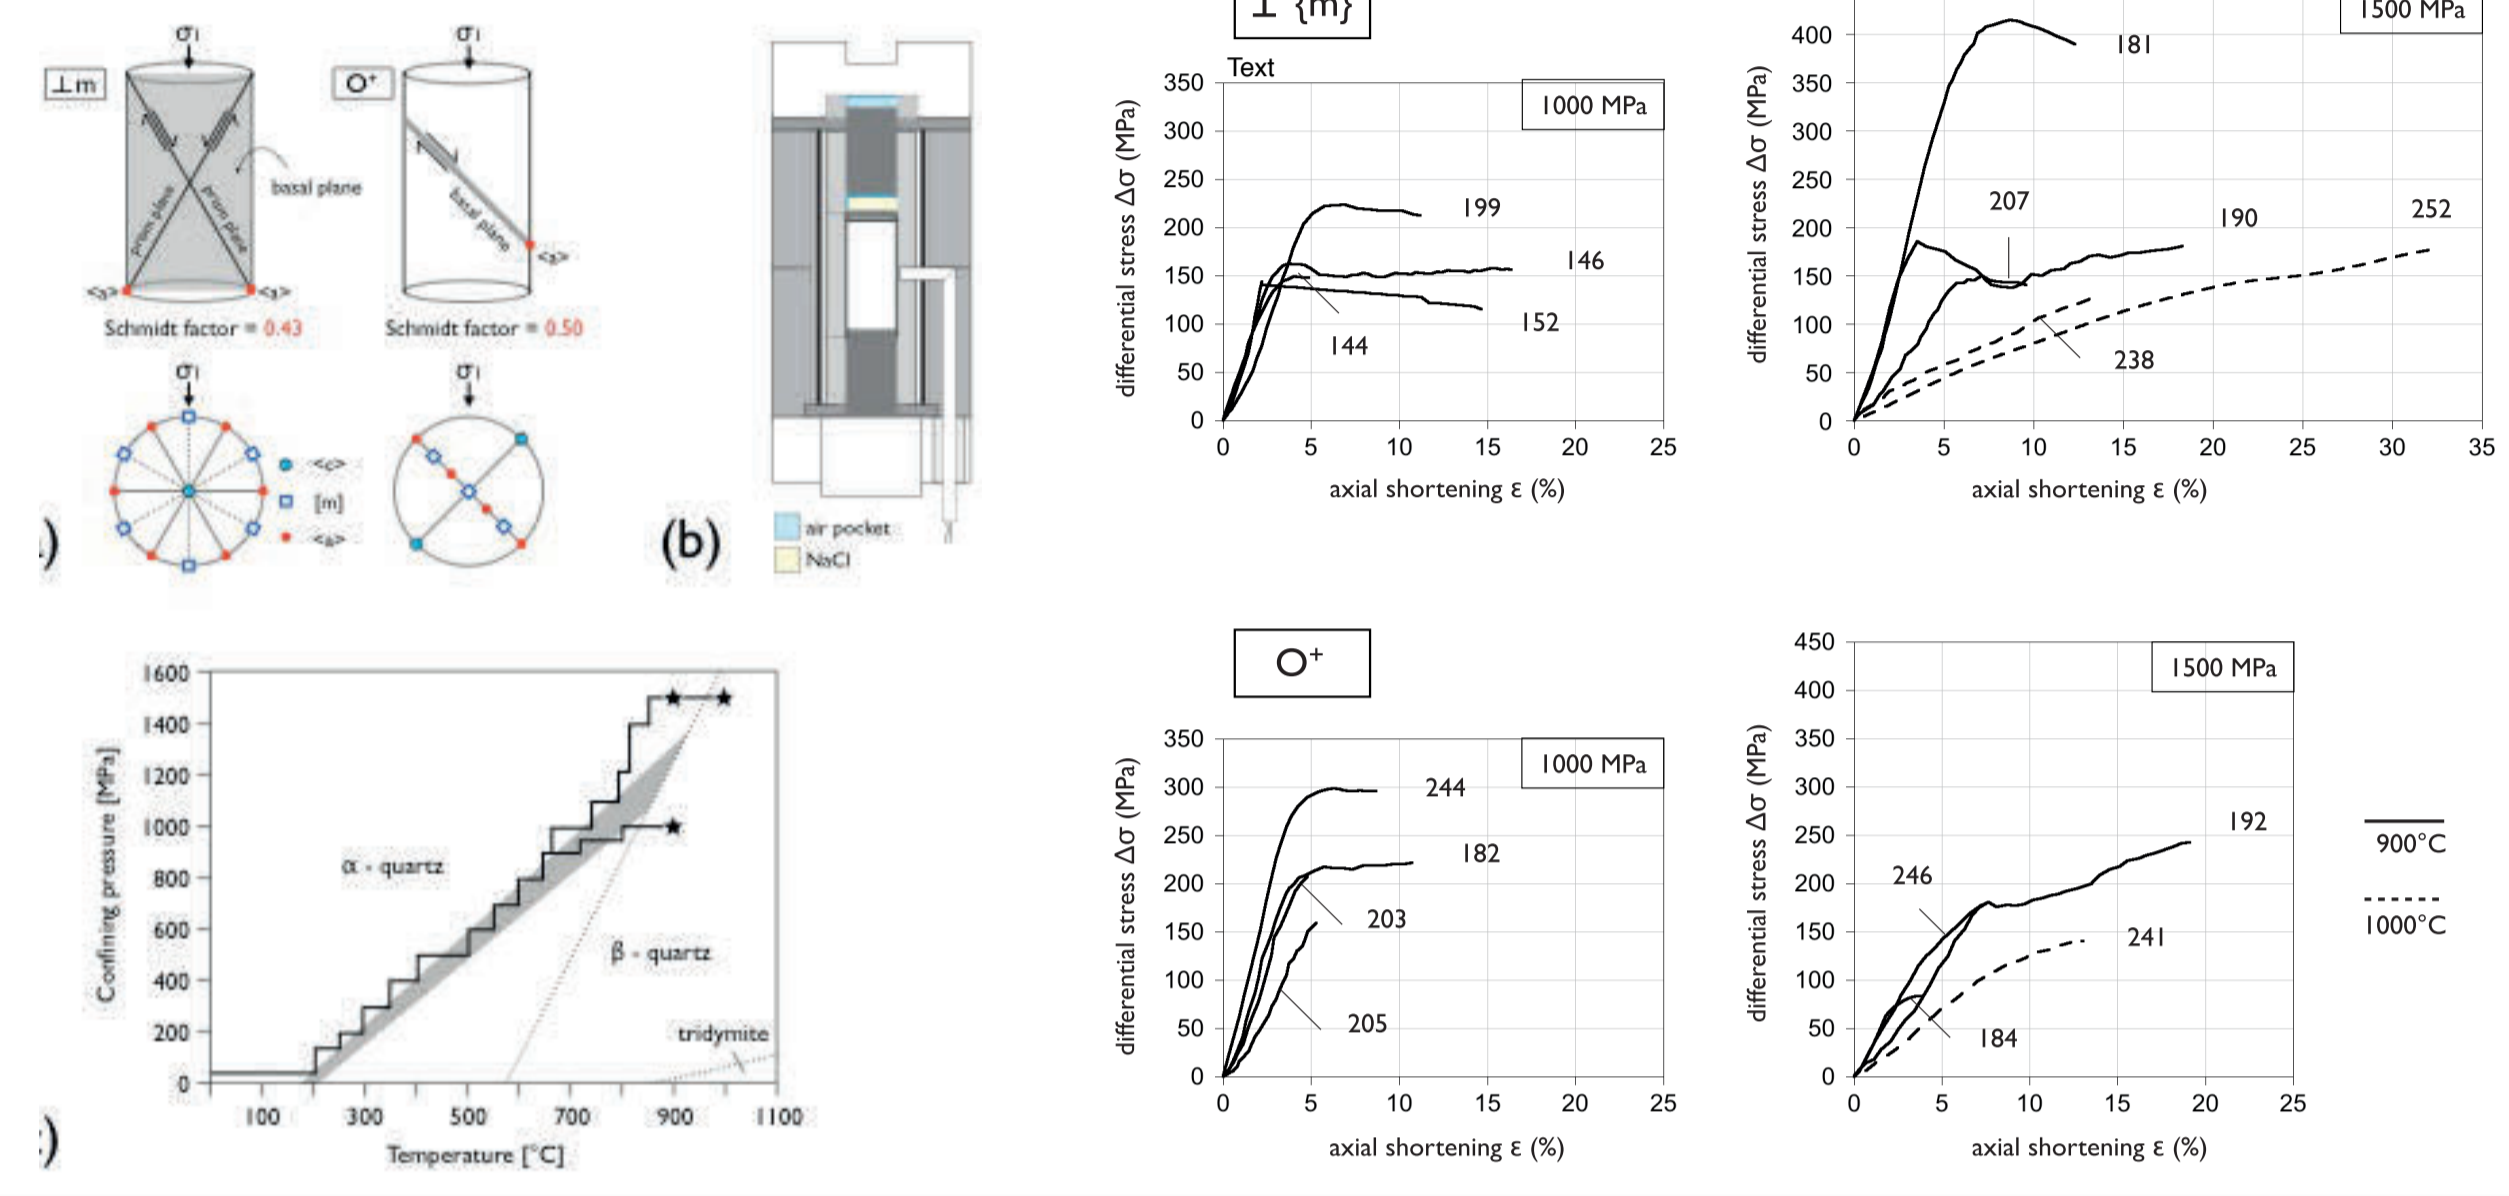 σ1
σ1
⊥m
O⁺
basal plane
prism plane
prism plane
basal plane
<a>
<a>
<a>
Schmidt factor = 0.43
Schmidt factor = 0.50
σ1
σ1
<c>
[m]
<a>
)
(b)
air pocket
NaCl
1600
1400
1200
1000
800
600
400
200
0
Confining pressure [MPa]
α - quartz
β - quartz
tridymite
100
300
500
700
900
1100
Temperature [°C]
)
⊥ {m}
Text
1000 MPa
350
300
250
200
150
100
50
0
differential stress Δσ (MPa)
199
146
152
144
0
5
10
15
20
25
axial shortening ε (%)
1500 MPa
400
350
300
250
200
150
100
50
0
differential stress Δσ (MPa)
181
207
190
252
238
0
5
10
15
20
25
30
35
axial shortening ε (%)
O⁺
1000 MPa
350
300
250
200
150
100
50
0
differential stress Δσ (MPa)
244
182
203
205
0
5
10
15
20
25
axial shortening ε (%)
1500 MPa
450
400
350
300
250
200
150
100
50
0
differential stress Δσ (MPa)
192
246
241
184
0
5
10
15
20
25
axial shortening ε (%)
900°C
1000°C